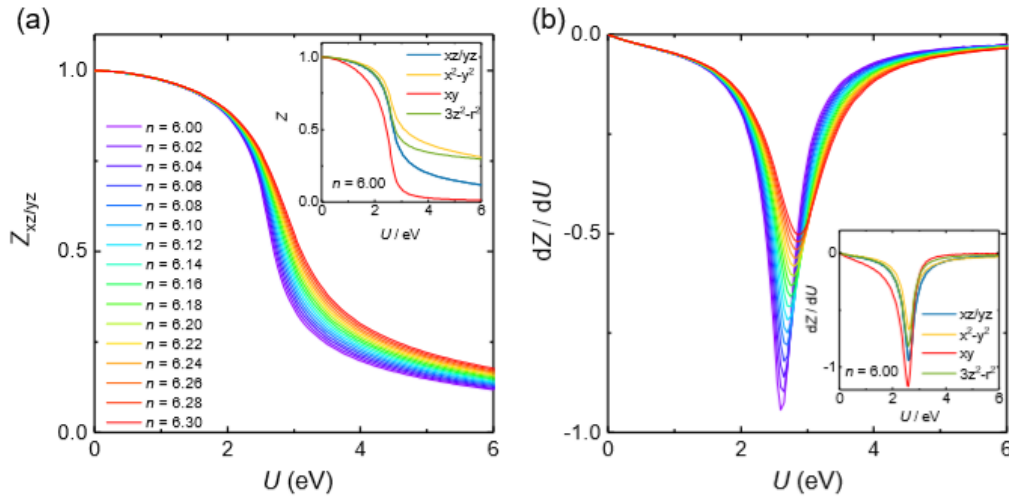 (a)
1.0
0.5
0.0
Z xz/yz
n = 6.00
n = 6.02
n = 6.04
n = 6.06
n = 6.08
n = 6.10
n = 6.12
n = 6.14
n = 6.16
n = 6.18
n = 6.20
n = 6.22
n = 6.24
n = 6.26
n = 6.28
n = 6.30
0 2 4 6
U (eV)
1.0
0.5
0.0
Z
xz/yz
x²-y²
xy
3z²-r²
n = 6.00
0 2 4 6
U / eV
(b)
0.0
-0.5
-1.0
dZ / dU
0 2 4 6
U (eV)
0
-1
dZ / dU
xz/yz
x²-y²
xy
3z²-r²
n = 6.00
0 2 4 6
U / eV